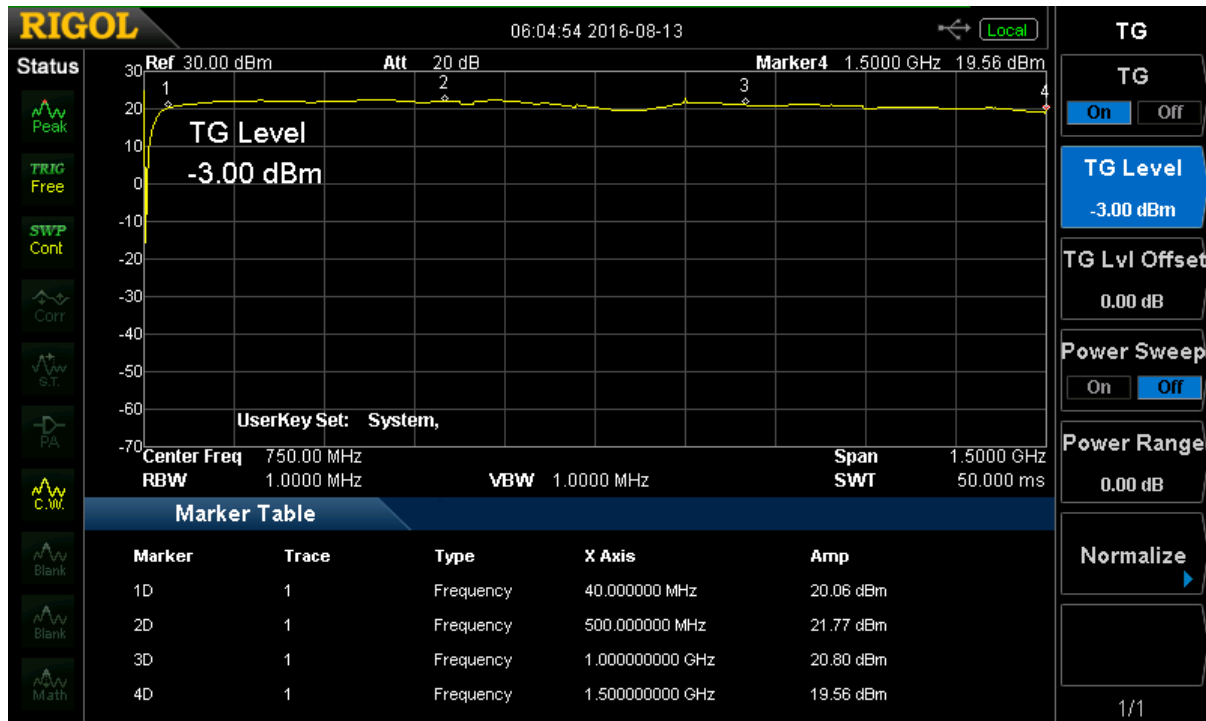 RIGOL 06:04:54 2016-08-13 Local TG
Status
Peak
TRIG
Free
SWP
Cont
Corr
S.T.
PA
C.W.
Blank
Blank
Math
Ref 30.00 dBm Att 20 dB Marker4 1.5000 GHz 19.56 dBm
30
20
10
0
-10
-20
-30
-40
-50
-60
-70
1 2 3 4
TG Level
-3.00 dBm
UserKey Set: System,
Center Freq 750.00 MHz Span 1.5000 GHz
RBW 1.0000 MHz VBW 1.0000 MHz SWT 50.000 ms
Marker Table
Marker Trace Type X Axis Amp
1D 1 Frequency 40.000000 MHz 20.06 dBm
2D 1 Frequency 500.000000 MHz 21.77 dBm
3D 1 Frequency 1.000000000 GHz 20.80 dBm
4D 1 Frequency 1.500000000 GHz 19.56 dBm
TG
On Off
TG Level
-3.00 dBm
TG Lvl Offset
0.00 dB
Power Sweep
On Off
Power Range
0.00 dB
Normalize
1/1